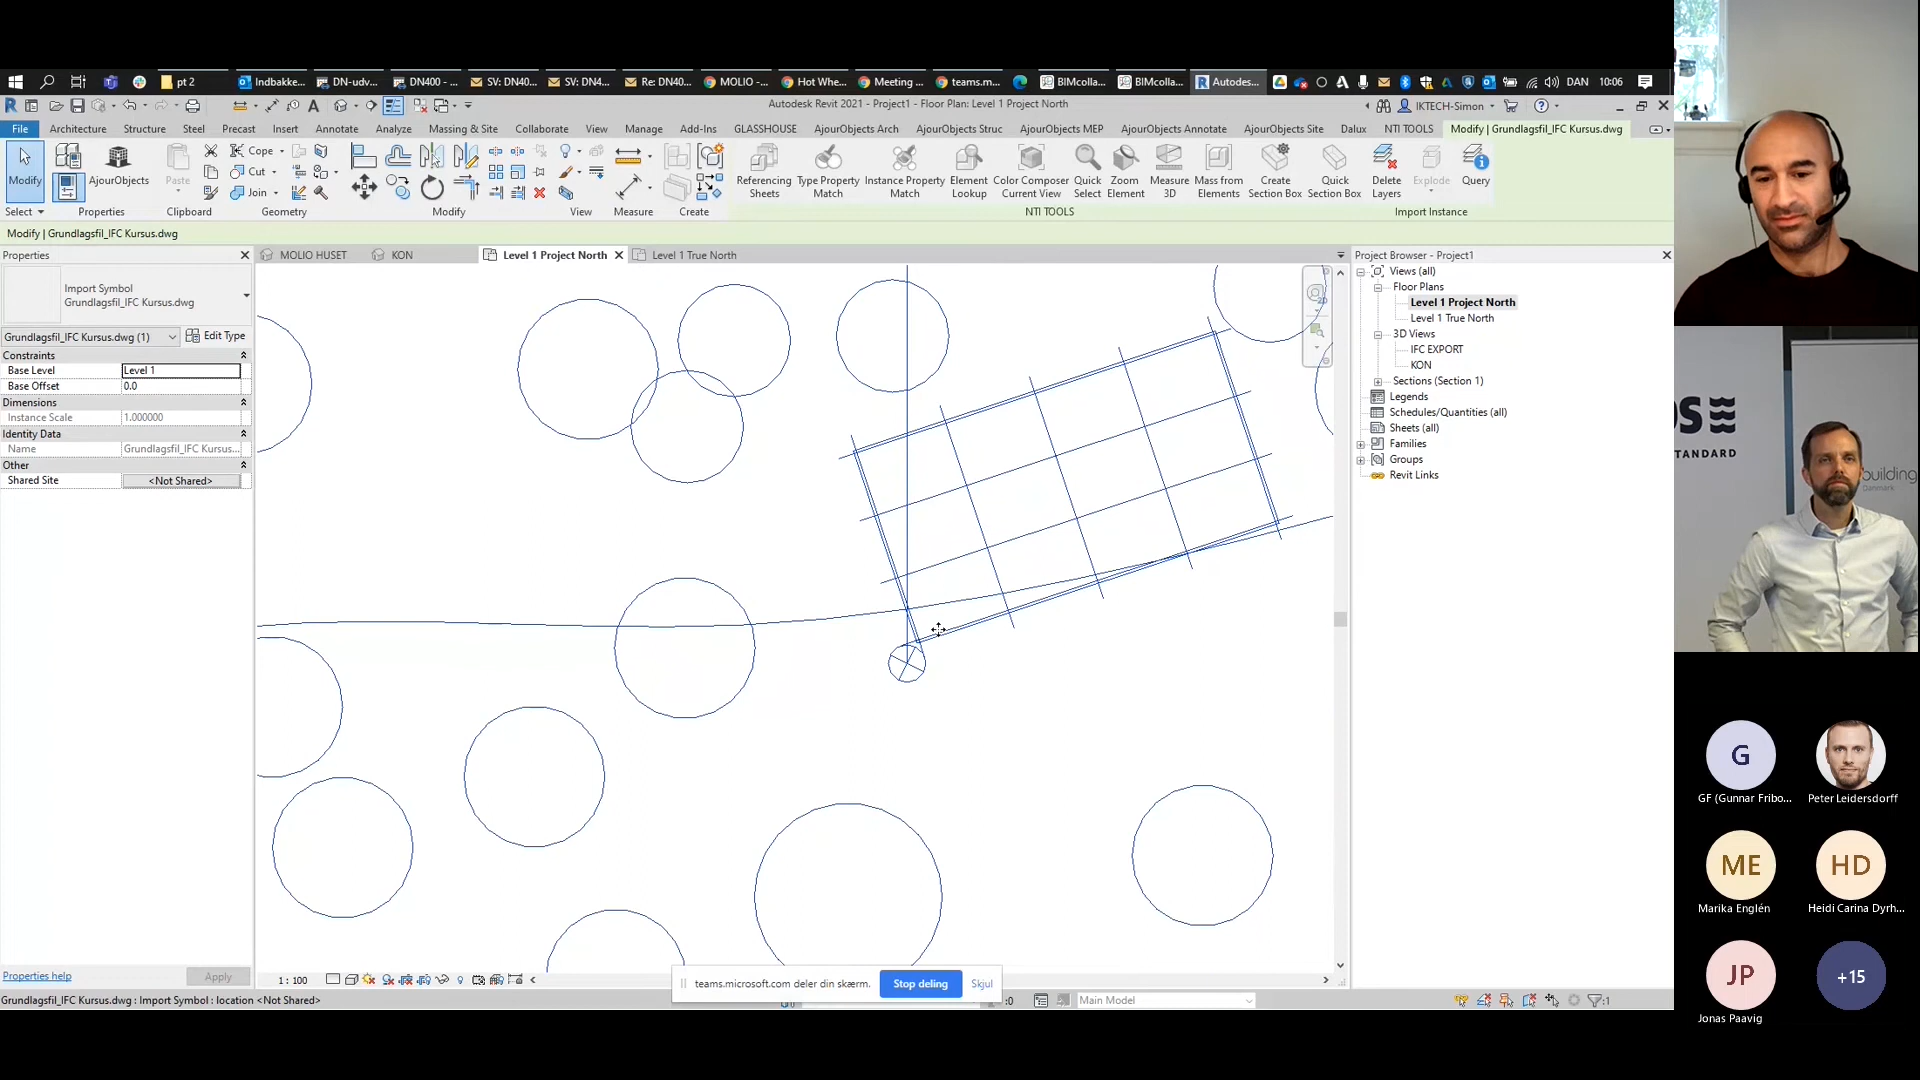 pt 2
Indbakke...
DN-udv...
DN400 - ...
SV: DN40...
SV: DN4...
Re: DN40...
MOLIO -...
Hot Whe...
Meeting ...
teams.m...
BIMcolla...
BIMcolla...
Autodes...
DAN
10:06
Autodesk Revit 2021 - Project1 - Floor Plan: Level 1 Project North
IKTECH-Simon
File
Architecture
Structure
Steel
Precast
Insert
Annotate
Analyze
Massing & Site
Collaborate
View
Manage
Add-Ins
GLASSHOUSE
AjourObjects Arch
AjourObjects Struc
AjourObjects MEP
AjourObjects Annotate
AjourObjects Site
Dalux
NTI TOOLS
Modify | Grundlagsfil_IFC Kursus.dwg
Modify
AjourObjects
Paste
Cope
Cut
Join
Referencing Sheets
Type Property Match
Instance Property Match
Element Lookup
Color Composer Current View
Quick Select
Zoom Element
Measure 3D
Mass from Elements
Create Section Box
Quick Section Box
Delete Layers
Explode
Query
Select
Properties
Clipboard
Geometry
Modify
View
Measure
Create
NTI TOOLS
Import Instance
Modify | Grundlagsfil_IFC Kursus.dwg
Properties
MOLIO HUSET
KON
Level 1 Project North
Level 1 True North
Project Browser - Project1
Import Symbol
Grundlagsfil_IFC Kursus.dwg
Grundlagsfil_IFC Kursus.dwg (1)
Edit Type
Constraints
Base Level
Level 1
Base Offset
0.0
Dimensions
Instance Scale
1.000000
Identity Data
Name
Grundlagsfil_IFC Kursus...
Other
Shared Site
<Not Shared>
Views (all)
Floor Plans
Level 1 Project North
Level 1 True North
3D Views
IFC EXPORT
KON
Sections (Section 1)
Legends
Schedules/Quantities (all)
Sheets (all)
Families
Groups
Revit Links
Properties help
Apply
1 : 100
teams.microsoft.com deler din skærm.
Stop deling
Skjul
Grundlagsfil_IFC Kursus.dwg : Import Symbol : location <Not Shared>
:0
Main Model
:1
STANDARD
building
Danmark
G
GF (Gunnar Fribo...
Peter Leidersdorff
ME
Marika Englén
HD
Heidi Carina Dyrh...
JP
Jonas Paavig
+15